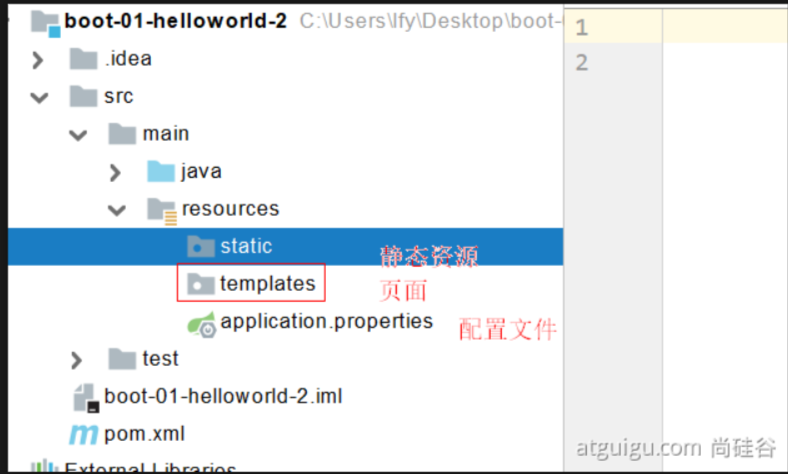 boot-01-helloworld-2 C:\Users\lfy\Desktop\boot-
1
.idea
2
src
main
java
resources
static 静态资源
templates 页面
application.properties 配置文件
test
boot-01-helloworld-2.iml
pom.xml
External Libraries
atguigu.com 尚硅谷